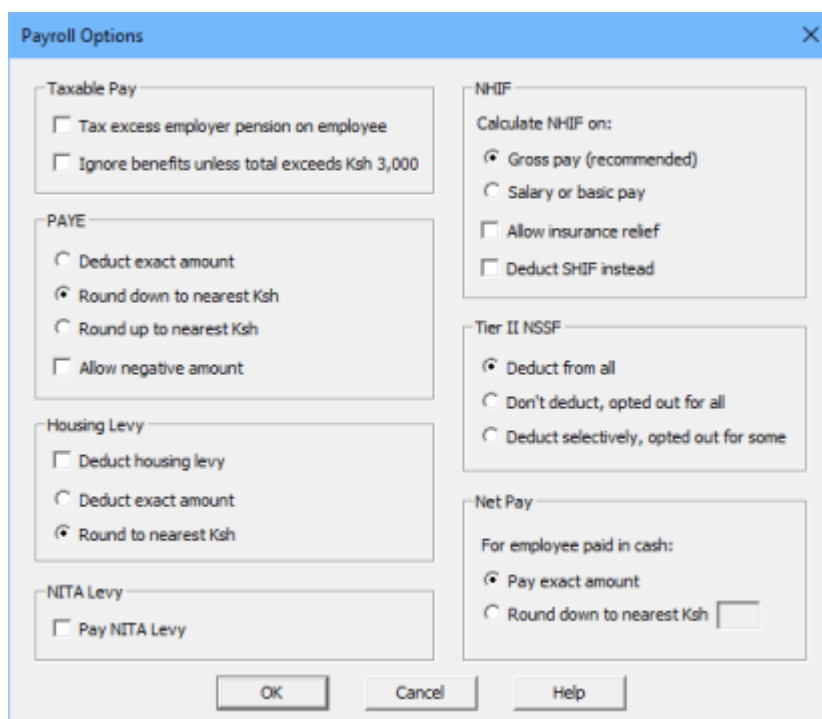 Payroll Options
Taxable Pay
Tax excess employer pension on employee
Ignore benefits unless total exceeds Ksh 3,000
PAYE
Deduct exact amount
Round down to nearest Ksh
Round up to nearest Ksh
Allow negative amount
Housing Levy
Deduct housing levy
Deduct exact amount
Round to nearest Ksh
NITA Levy
Pay NITA Levy
NHIF
Calculate NHIF on:
Gross pay (recommended)
Salary or basic pay
Allow insurance relief
Deduct SHIF instead
Tier II NSSF
Deduct from all
Don't deduct, opted out for all
Deduct selectively, opted out for some
Net Pay
For employee paid in cash:
Pay exact amount
Round down to nearest Ksh
OK
Cancel
Help